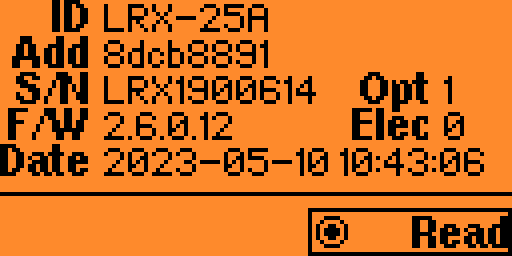 ID LRX-25A
Add 8dcb8891
S/N LRX1900614 Opt 1
F/W 2.6.0.12 Elec 0
Date 2023-05-10 10:43:06
Read